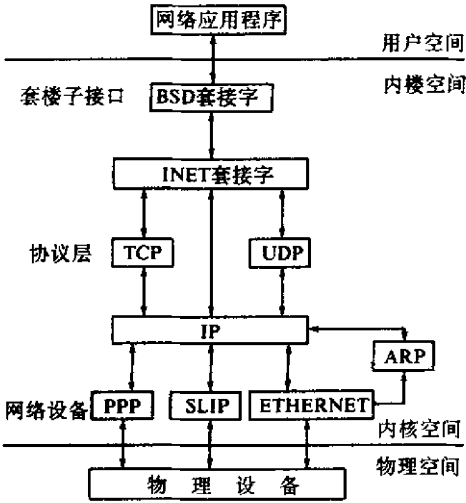 网络应用程序
用户空间
内楼空间
套楼子接口
BSD套接字
INET套接字
协议层
TCP
UDP
IP
ARP
网络设备
PPP
SLIP
ETHERNET
内核空间
物理空间
物 理 设 备